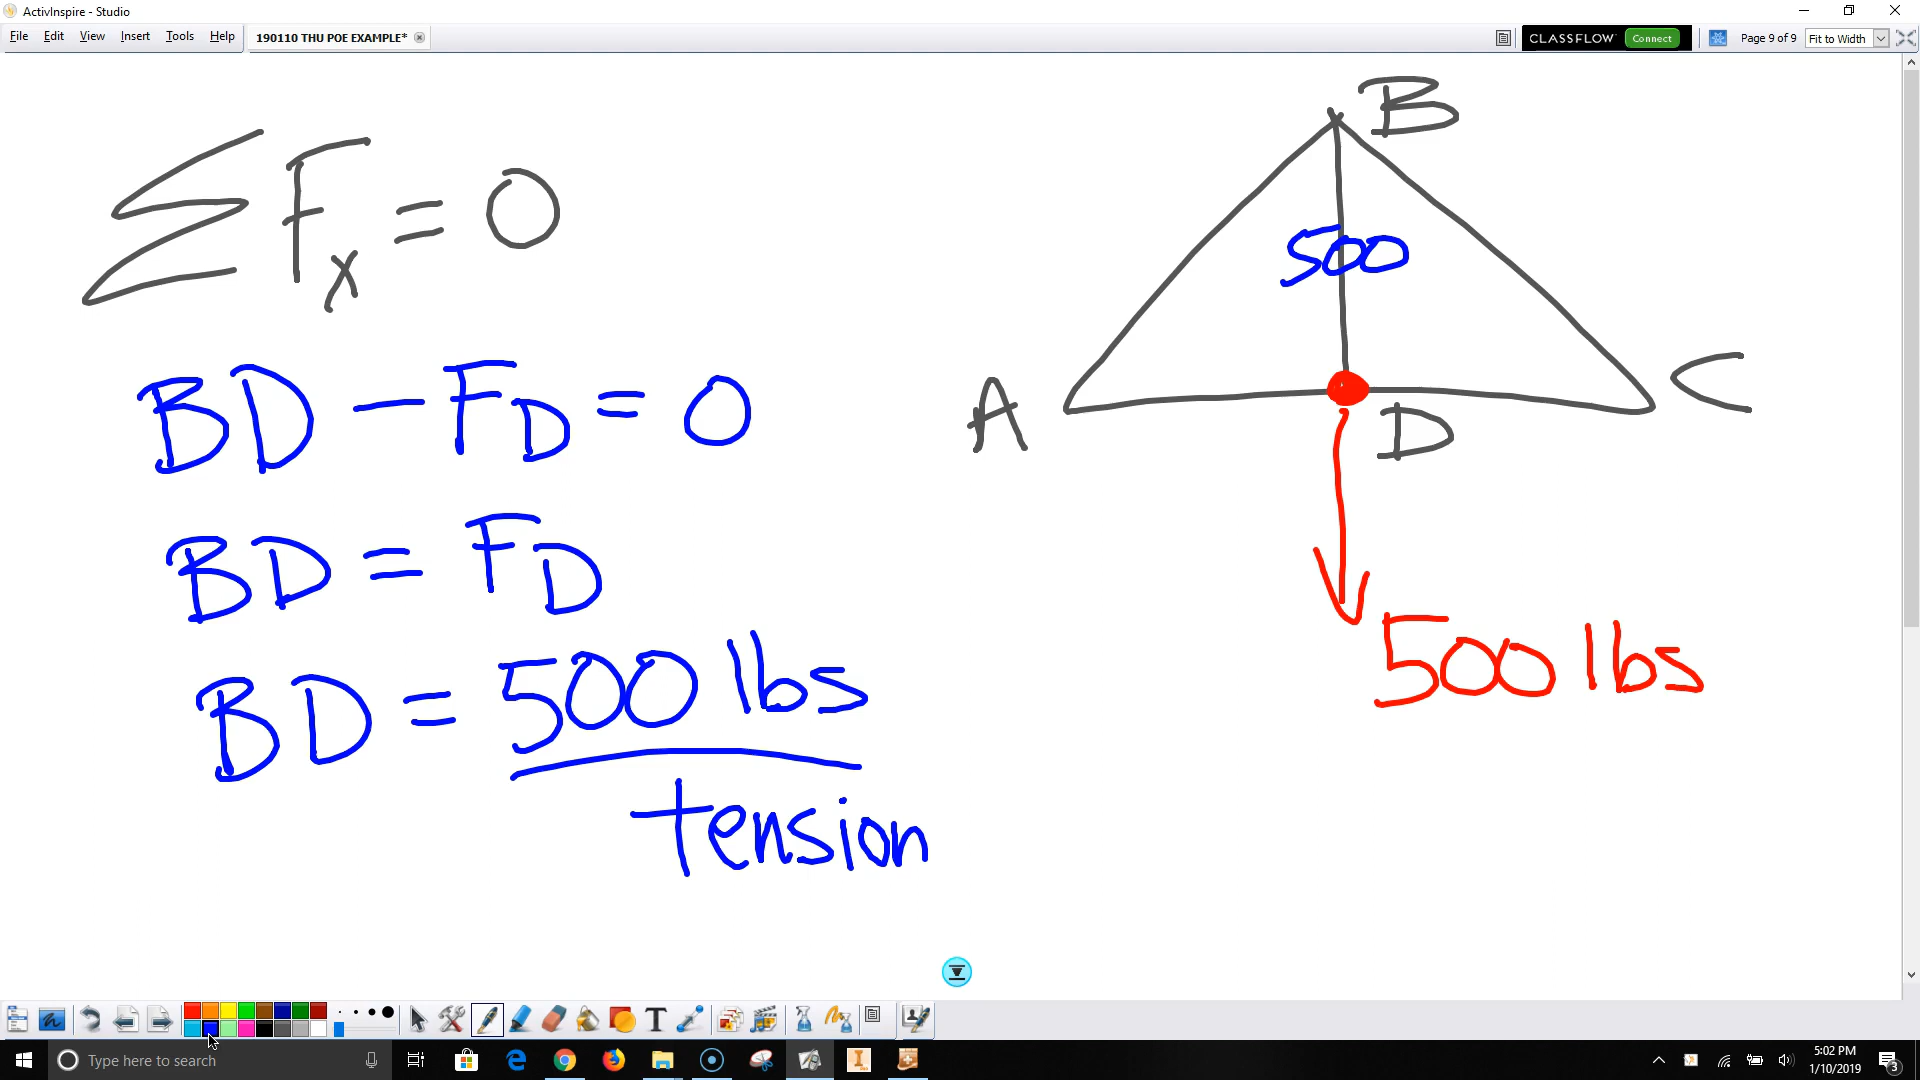 ActivInspire - Studio
File Edit View Insert Tools Help 190110 THU POE EXAMPLE*
CLASSFLOW Connect Page 9 of 9 Fit to Width
ΣFx = 0
BD - FD = 0
BD = FD
BD = 500 lbs
tension
B
500
A
C
D
500 lbs
T
Type here to search
5:02 PM
1/10/2019
3